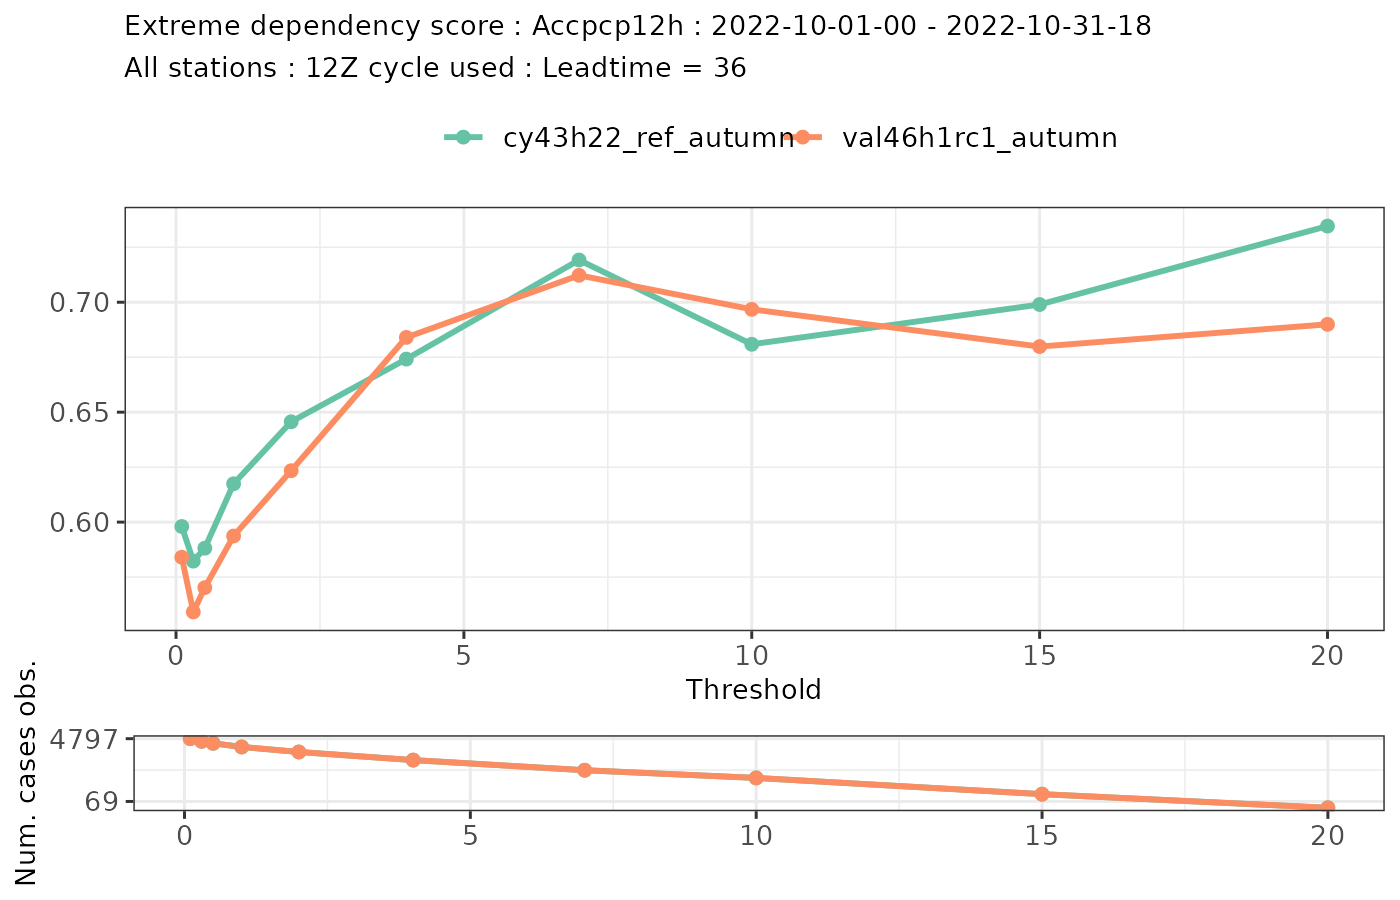 Extreme dependency score : Accpcp12h : 2022-10-01-00 - 2022-10-31-18
All stations : 12Z cycle used : Leadtime = 36
cy43h22_ref_autumn val46h1rc1_autumn
0.70
0.65
0.60
0 5 10 15 20
Threshold
Num. cases obs.
4797
69
0 5 10 15 20